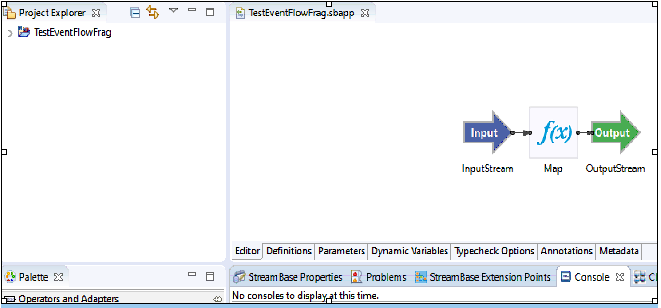 Project Explorer
TestEventFlowFrag
TestEventFlowFrag.sbapp
Input
f(x)
Output
InputStream
Map
OutputStream
Editor Definitions Parameters Dynamic Variables Typecheck Options Annotations Metadata
Palette
Operators and Adapters
StreamBase Properties Problems StreamBase Extension Points Console
No consoles to display at this time.